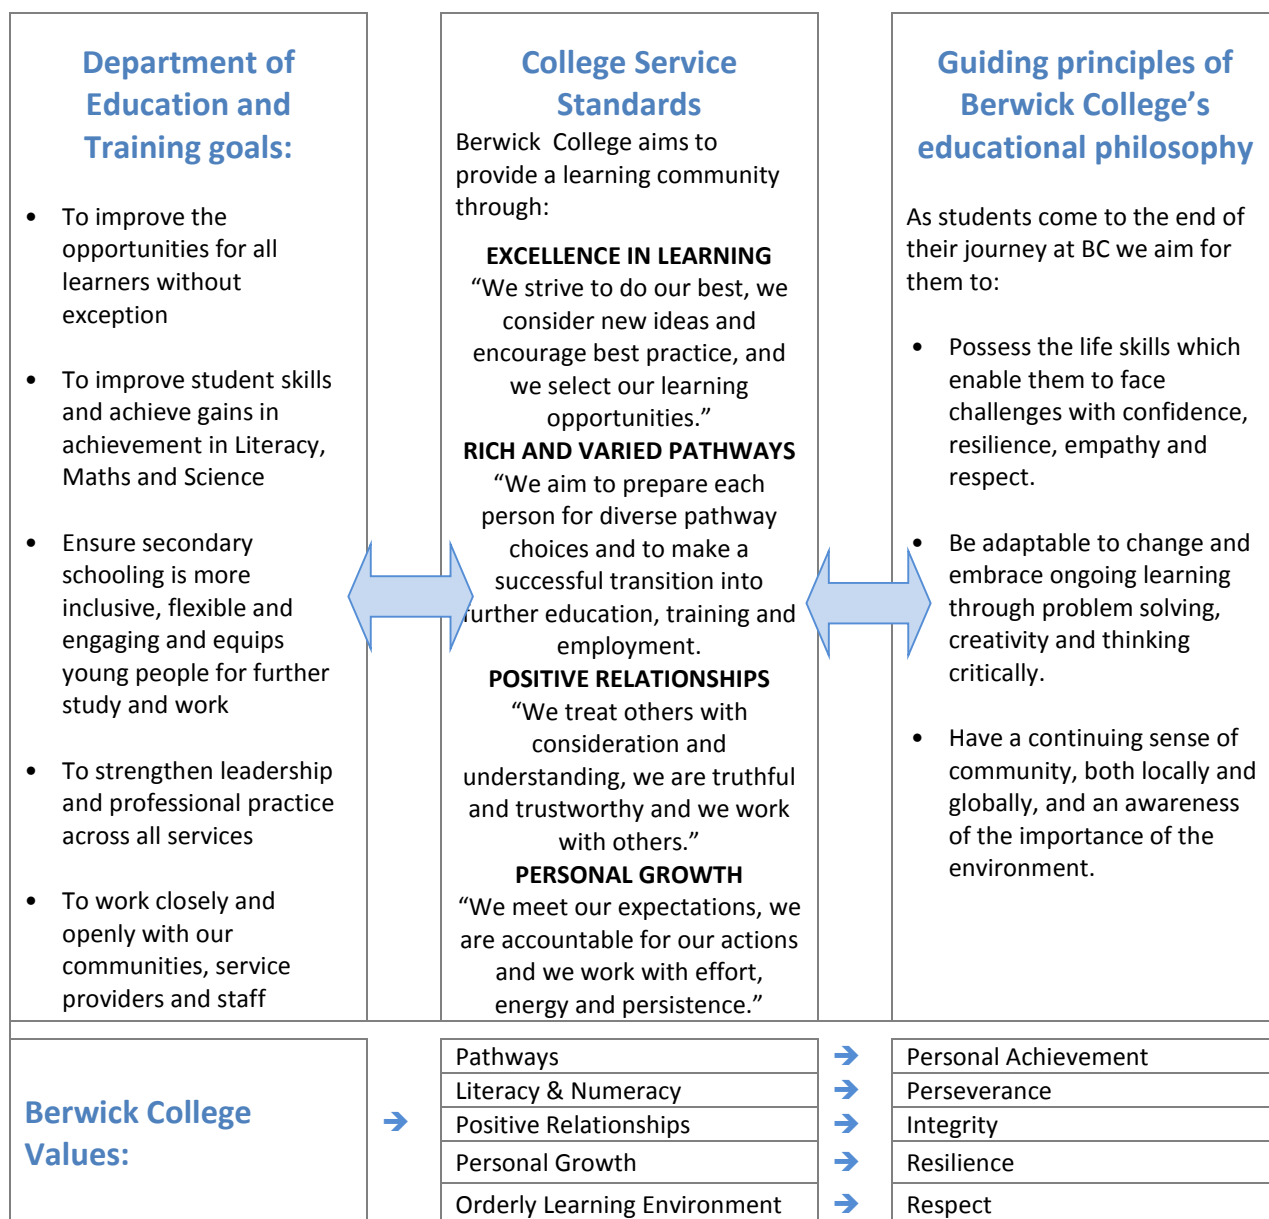 Department of
Education and
Training goals:
• To improve the
opportunities for all
learners without
exception
• To improve student skills
and achieve gains in
achievement in Literacy,
Maths and Science
• Ensure secondary
schooling is more
inclusive, flexible and
engaging and equips
young people for further
study and work
• To strengthen leadership
and professional practice
across all services
• To work closely and
openly with our
communities, service
providers and staff
College Service
Standards
Berwick College aims to
provide a learning community
through:
EXCELLENCE IN LEARNING
“We strive to do our best, we
consider new ideas and
encourage best practice, and
we select our learning
opportunities.”
RICH AND VARIED PATHWAYS
“We aim to prepare each
person for diverse pathway
choices and to make a
successful transition into
further education, training and
employment.
POSITIVE RELATIONSHIPS
“We treat others with
consideration and
understanding, we are truthful
and trustworthy and we work
with others.”
PERSONAL GROWTH
“We meet our expectations, we
are accountable for our actions
and we work with effort,
energy and persistence.”
Guiding principles of
Berwick College’s
educational philosophy
As students come to the end of
their journey at BC we aim for
them to:
• Possess the life skills which
enable them to face
challenges with confidence,
resilience, empathy and
respect.
• Be adaptable to change and
embrace ongoing learning
through problem solving,
creativity and thinking
critically.
• Have a continuing sense of
community, both locally and
globally, and an awareness
of the importance of the
environment.
Berwick College
Values:
➔
Pathways ➔ Personal Achievement
Literacy & Numeracy ➔ Perseverance
Positive Relationships ➔ Integrity
Personal Growth ➔ Resilience
Orderly Learning Environment ➔ Respect